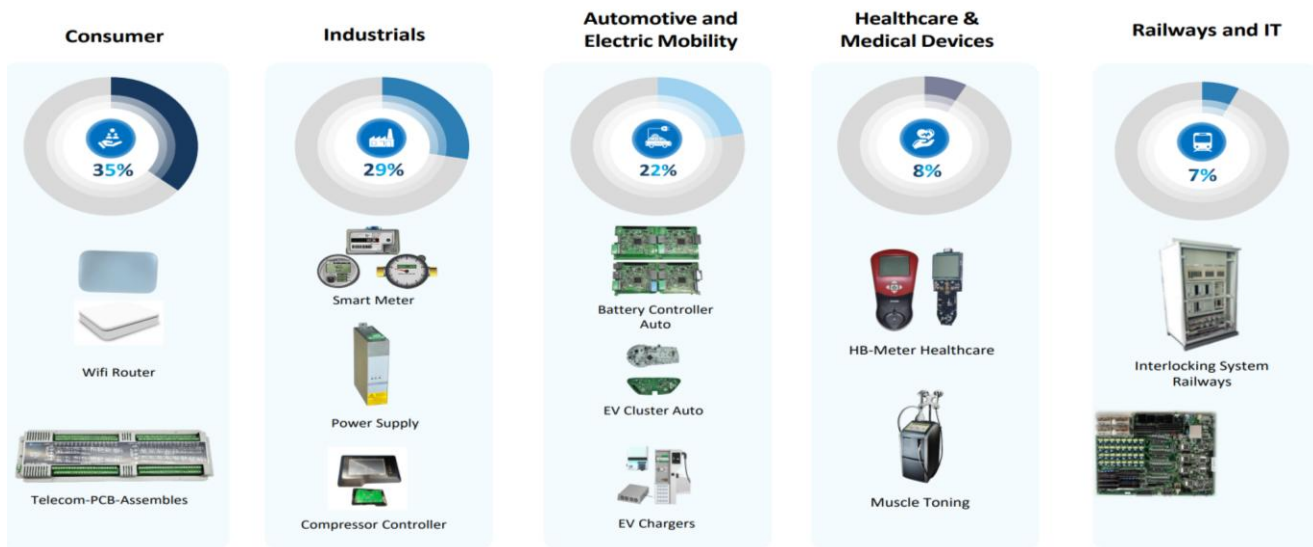 Consumer
35%
Wifi Router
Telecom-PCB-Assembles
Industrials
29%
Smart Meter
Power Supply
Compressor Controller
Automotive and
Electric Mobility
22%
Battery Controller
Auto
EV Cluster Auto
EV Chargers
Healthcare &
Medical Devices
8%
HB-Meter Healthcare
Muscle Toning
Railways and IT
7%
Interlocking System
Railways